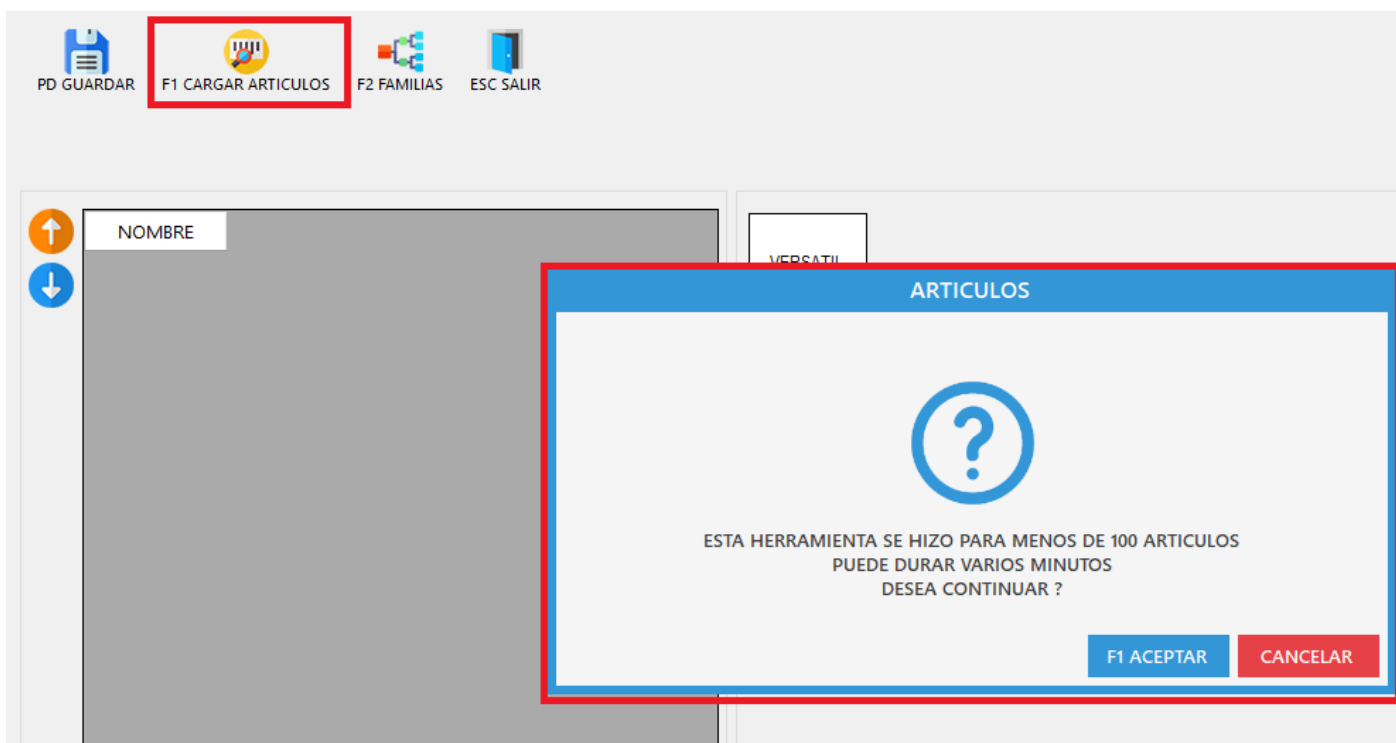 PD GUARDAR
F1 CARGAR ARTICULOS
F2 FAMILIAS
ESC SALIR
NOMBRE
VERSATIL
ARTICULOS
?
ESTA HERRAMIENTA SE HIZO PARA MENOS DE 100 ARTICULOS
PUEDE DURAR VARIOS MINUTOS
DESEA CONTINUAR ?
F1 ACEPTAR
CANCELAR